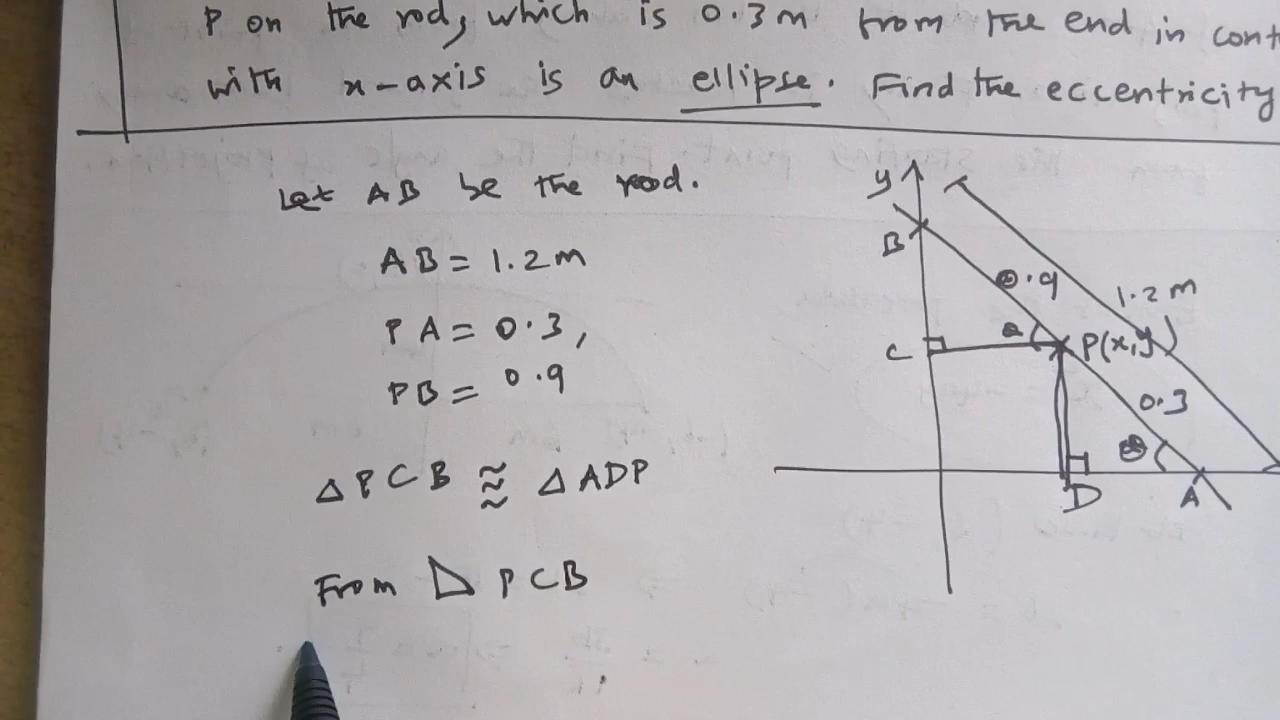 P on the rod, which is 0.3m from the end in cont
with x-axis is an ellipse. Find the eccentricity
Let AB be the rod.
AB = 1.2m
PA = 0.3,
PB = 0.9
△PCB ≈ △ADP
From △ PCB
y
B
0.9
1.2 m
C
P(x,y)
0.3
θ
D
A